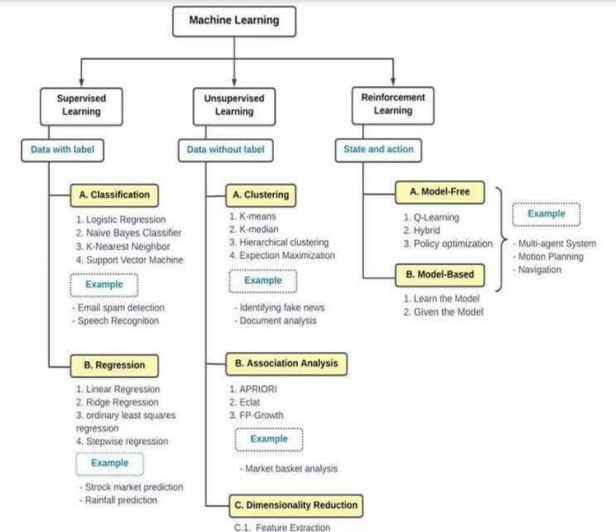 Machine Learning
Supervised
Learning
Data with label
A. Classification
1. Logistic Regression
2. Naive Bayes Classifier
3. K-Nearest Neighbor
4. Support Vector Machine
Example
- Email spam detection
- Speech Recognition
B. Regression
1. Linear Regression
2. Ridge Regression
3. ordinary least squares
regression
4. Stepwise regression
Example
- Strock market prediction
- Rainfall prediction
Unsupervised
Learning
Data without label
A. Clustering
1. K-means
2. K-median
3. Hierarchical clustering
4. Expection Maximization
Example
- Identifying fake news
- Document analysis
B. Association Analysis
1. APRIORI
2. Eclat
3. FP-Growth
Example
- Market basket analysis
C. Dimensionality Reduction
C.1. Feature Extraction
Reinforcement
Learning
State and action
A. Model-Free
1. Q-Learning
2. Hybrid
3. Policy optimization
B. Model-Based
1. Learn the Model
2. Given the Model
Example
- Multi-agent System
- Motion Planning
- Navigation